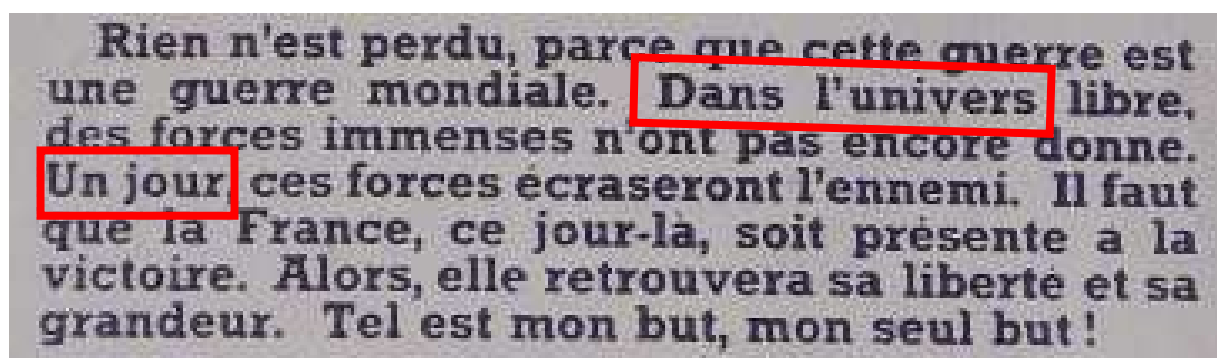 Rien n'est perdu, parce que cette guerre est
une guerre mondiale. Dans l'univers libre,
des forces immenses n'ont pas encore donné.
Un jour, ces forces écraseront l'ennemi. Il faut
que la France, ce jour-là, soit présente à la
victoire. Alors, elle retrouvera sa liberté et sa
grandeur. Tel est mon but, mon seul but !